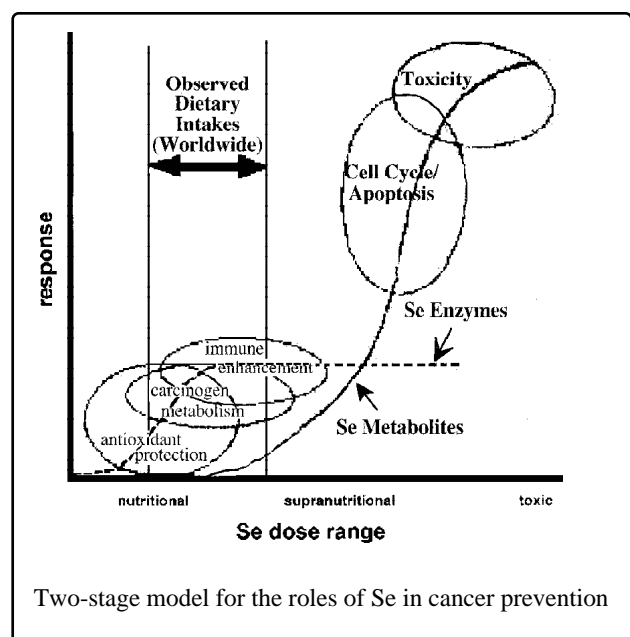 Observed
Dietary
Intakes
(Worldwide)
Toxicity
Cell Cycle/
Apoptosis
response
Se Enzymes
immune
enhancement
carcinogen
metabolism
Se Metabolites
antioxidant
protection
nutritional supranutritional toxic
Se dose range
Two-stage model for the roles of Se in cancer prevention